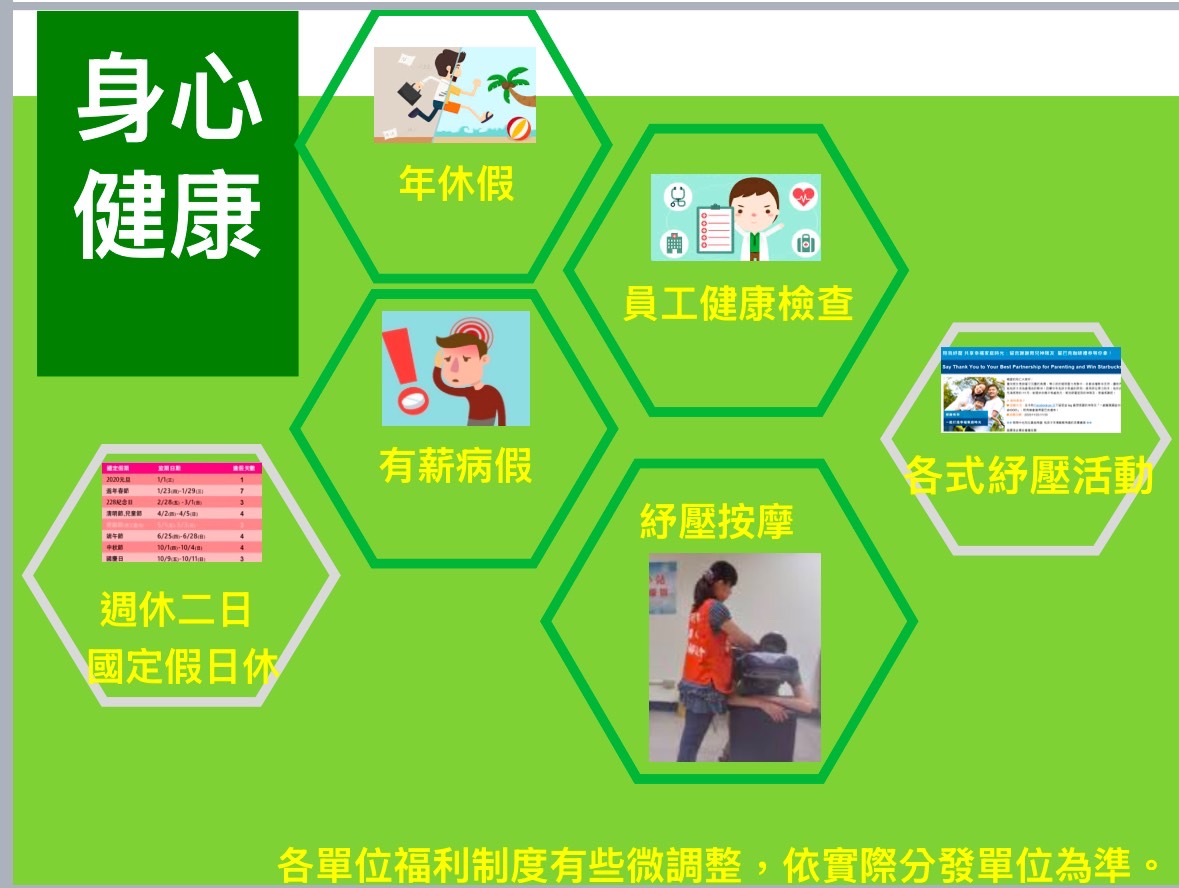 身心
健康
年休假
員工健康檢查
有薪病假
Say Thank You to Your Best Partnership for Parenting and Win Starbucks
各式紓壓活動
國定假期 放假日期 連假天數
2020元旦 1/1(三) 1
過年春節 1/23(四)-1/29(三) 7
228紀念日 2/28(五)-3/1(日) 3
清明節,兒童節 4/2(四)-4/5(日) 4
端午節 6/25(四)-6/28(日) 4
中秋節 10/1(四)-10/4(日) 4
國慶日 10/9(五)-10/11(日) 3
週休二日
國定假日休
紓壓按摩
各單位福利制度有些微調整，依實際分發單位為準。